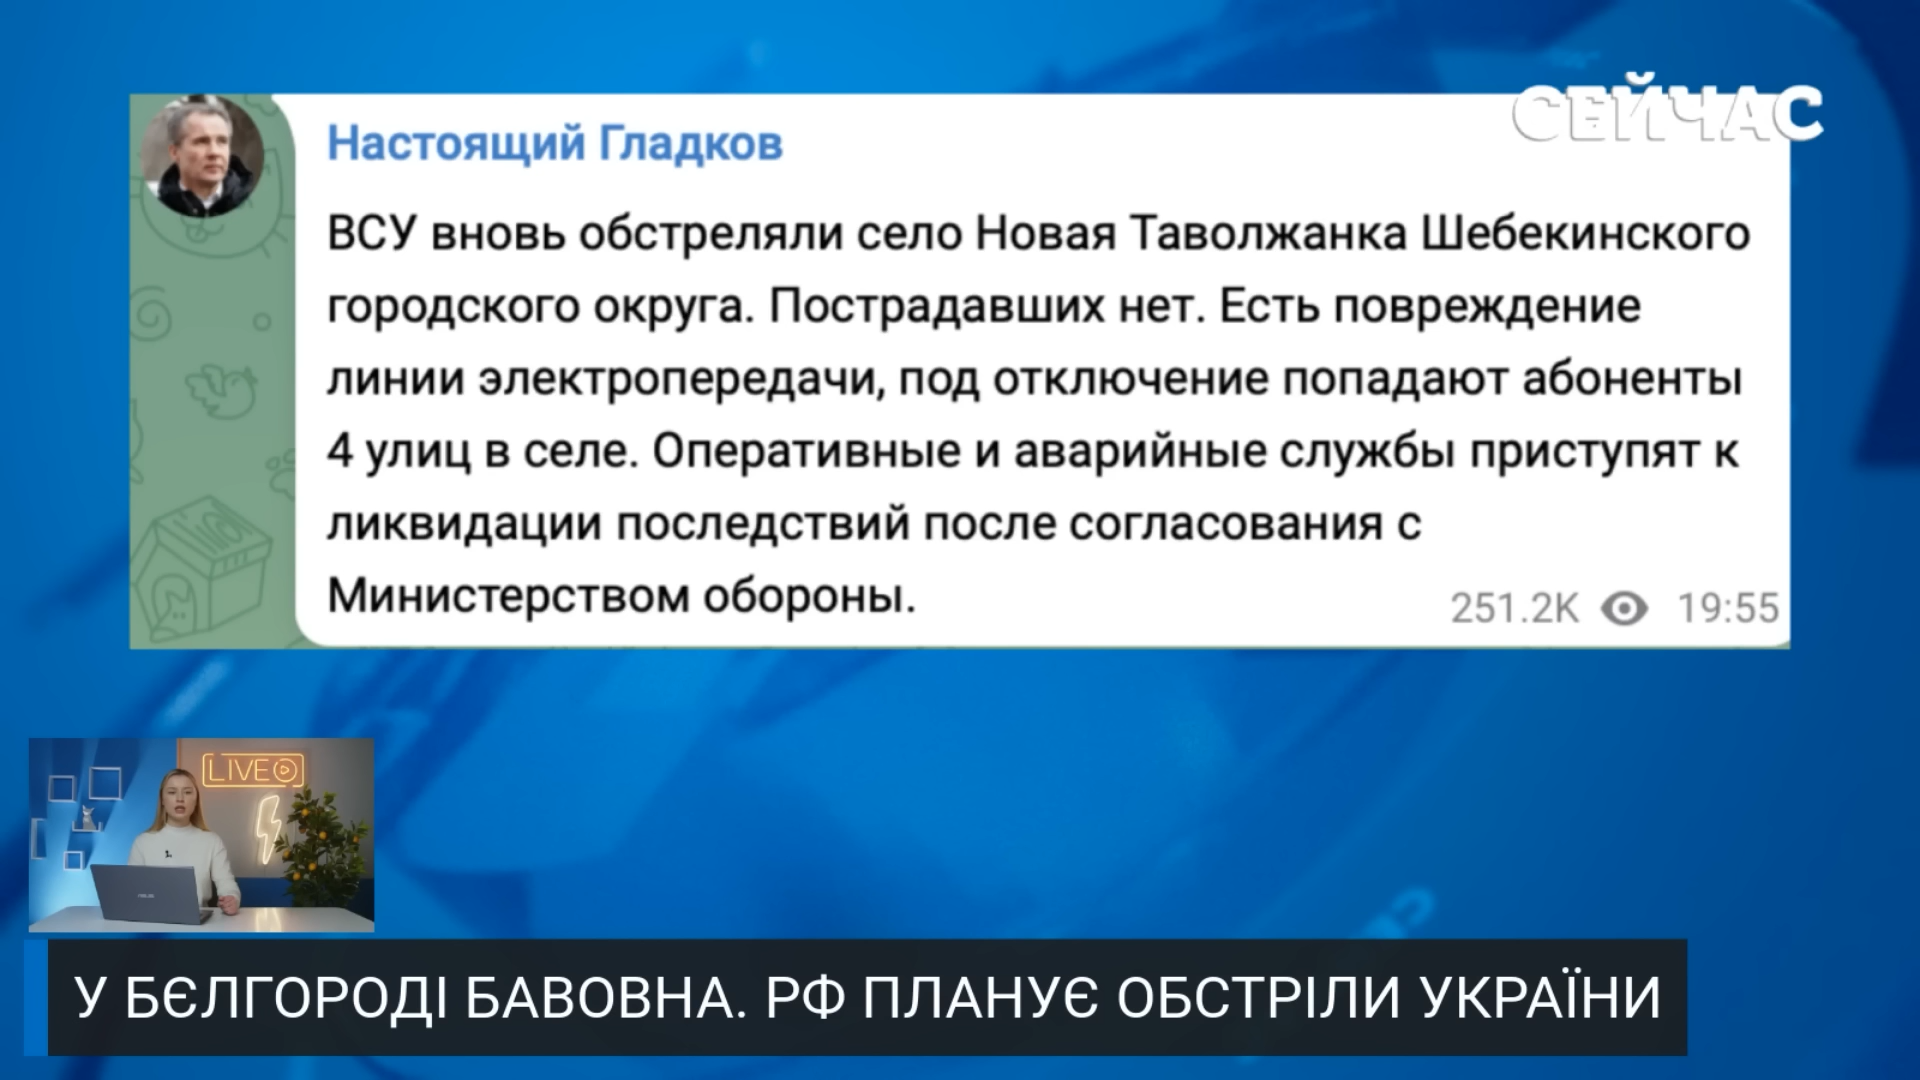 СЕЙЧАС
Настоящий Гладков
ВСУ вновь обстреляли село Новая Таволжанка Шебекинского
городского округа. Пострадавших нет. Есть повреждение
линии электропередачи, под отключение попадают абоненты
4 улиц в селе. Оперативные и аварийные службы приступят к
ликвидации последствий после согласования с
Министерством обороны.
251.2K 19:55
LIVE
У БЄЛГОРОДІ БАВОВНА. РФ ПЛАНУЄ ОБСТРІЛИ УКРАЇНИ